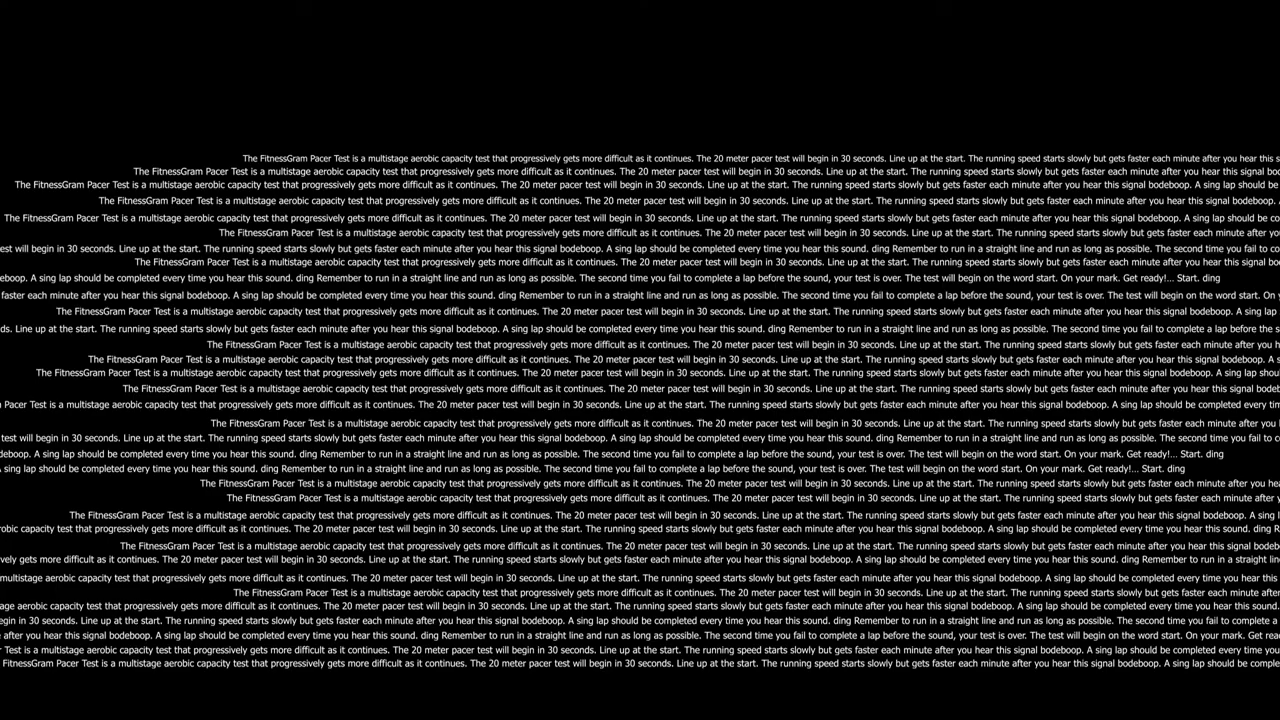 The FitnessGram Pacer Test is a multistage aerobic capacity test that progressively gets more difficult as it continues. The 20 meter pacer test will begin in 30 seconds. Line up at the start. The running speed starts slowly but gets faster each minute after you hear this s
The FitnessGram Pacer Test is a multistage aerobic capacity test that progressively gets more difficult as it continues. The 20 meter pacer test will begin in 30 seconds. Line up at the start. The running speed starts slowly but gets faster each minute after you hear this signal bod
The FitnessGram Pacer Test is a multistage aerobic capacity test that progressively gets more difficult as it continues. The 20 meter pacer test will begin in 30 seconds. Line up at the start. The running speed starts slowly but gets faster each minute after you hear this signal bodeboop. A sing lap should be
The FitnessGram Pacer Test is a multistage aerobic capacity test that progressively gets more difficult as it continues. The 20 meter pacer test will begin in 30 seconds. Line up at the start. The running speed starts slowly but gets faster each minute after you hear this signal bodeboop.
The FitnessGram Pacer Test is a multistage aerobic capacity test that progressively gets more difficult as it continues. The 20 meter pacer test will begin in 30 seconds. Line up at the start. The running speed starts slowly but gets faster each minute after you hear this signal bodeboop. A sing lap should be co
The FitnessGram Pacer Test is a multistage aerobic capacity test that progressively gets more difficult as it continues. The 20 meter pacer test will begin in 30 seconds. Line up at the start. The running speed starts slowly but gets faster each minute after you
est will begin in 30 seconds. Line up at the start. The running speed starts slowly but gets faster each minute after you hear this signal bodeboop. A sing lap should be completed every time you hear this sound. ding Remember to run in a straight line and run as long as possible. The second time you fail to co
The FitnessGram Pacer Test is a multistage aerobic capacity test that progressively gets more difficult as it continues. The 20 meter pacer test will begin in 30 seconds. Line up at the start. The running speed starts slowly but gets faster each minute after you hear this signal bod
eboop. A sing lap should be completed every time you hear this sound. ding Remember to run in a straight line and run as long as possible. The second time you fail to complete a lap before the sound, your test is over. The test will begin on the word start. On your mark. Get ready!... Start. ding
faster each minute after you hear this signal bodeboop. A sing lap should be completed every time you hear this sound. ding Remember to run in a straight line and run as long as possible. The second time you fail to complete a lap before the sound, your test is over. The test will begin on the word start. On y
The FitnessGram Pacer Test is a multistage aerobic capacity test that progressively gets more difficult as it continues. The 20 meter pacer test will begin in 30 seconds. Line up at the start. The running speed starts slowly but gets faster each minute after you hear this signal bodeboop. A sing lap
ds. Line up at the start. The running speed starts slowly but gets faster each minute after you hear this signal bodeboop. A sing lap should be completed every time you hear this sound. ding Remember to run in a straight line and run as long as possible. The second time you fail to complete a lap before the s
The FitnessGram Pacer Test is a multistage aerobic capacity test that progressively gets more difficult as it continues. The 20 meter pacer test will begin in 30 seconds. Line up at the start. The running speed starts slowly but gets faster each minute after you h
The FitnessGram Pacer Test is a multistage aerobic capacity test that progressively gets more difficult as it continues. The 20 meter pacer test will begin in 30 seconds. Line up at the start. The running speed starts slowly but gets faster each minute after you hear this signal bodeboop. A s
The FitnessGram Pacer Test is a multistage aerobic capacity test that progressively gets more difficult as it continues. The 20 meter pacer test will begin in 30 seconds. Line up at the start. The running speed starts slowly but gets faster each minute after you hear this signal bodeboop. A sing lap shou
The FitnessGram Pacer Test is a multistage aerobic capacity test that progressively gets more difficult as it continues. The 20 meter pacer test will begin in 30 seconds. Line up at the start. The running speed starts slowly but gets faster each minute after you hear this signal bodeb
Pacer Test is a multistage aerobic capacity test that progressively gets more difficult as it continues. The 20 meter pacer test will begin in 30 seconds. Line up at the start. The running speed starts slowly but gets faster each minute after you hear this signal bodeboop. A sing lap should be completed every tim
The FitnessGram Pacer Test is a multistage aerobic capacity test that progressively gets more difficult as it continues. The 20 meter pacer test will begin in 30 seconds. Line up at the start. The running speed starts slowly but gets faster each minute after you
test will begin in 30 seconds. Line up at the start. The running speed starts slowly but gets faster each minute after you hear this signal bodeboop. A sing lap should be completed every time you hear this sound. ding Remember to run in a straight line and run as long as possible. The second time you fail to c
deboop. A sing lap should be completed every time you hear this sound. ding Remember to run in a straight line and run as long as possible. The second time you fail to complete a lap before the sound, your test is over. The test will begin on the word start. On your mark. Get ready!... Start. ding
A sing lap should be completed every time you hear this sound. ding Remember to run in a straight line and run as long as possible. The second time you fail to complete a lap before the sound, your test is over. The test will begin on the word start. On your mark. Get ready!... Start. ding
The FitnessGram Pacer Test is a multistage aerobic capacity test that progressively gets more difficult as it continues. The 20 meter pacer test will begin in 30 seconds. Line up at the start. The running speed starts slowly but gets faster each minute after you hea
The FitnessGram Pacer Test is a multistage aerobic capacity test that progressively gets more difficult as it continues. The 20 meter pacer test will begin in 30 seconds. Line up at the start. The running speed starts slowly but gets faster each minute after y
The FitnessGram Pacer Test is a multistage aerobic capacity test that progressively gets more difficult as it continues. The 20 meter pacer test will begin in 30 seconds. Line up at the start. The running speed starts slowly but gets faster each minute after you hear this signal bodeboop. A sing l
robic capacity test that progressively gets more difficult as it continues. The 20 meter pacer test will begin in 30 seconds. Line up at the start. The running speed starts slowly but gets faster each minute after you hear this signal bodeboop. A sing lap should be completed every time you hear this sound. ding R
The FitnessGram Pacer Test is a multistage aerobic capacity test that progressively gets more difficult as it continues. The 20 meter pacer test will begin in 30 seconds. Line up at the start. The running speed starts slowly but gets faster each minute after you hear this signal bodeb
vely gets more difficult as it continues. The 20 meter pacer test will begin in 30 seconds. Line up at the start. The running speed starts slowly but gets faster each minute after you hear this signal bodeboop. A sing lap should be completed every time you hear this sound. ding Remember to run in a straight line
multistage aerobic capacity test that progressively gets more difficult as it continues. The 20 meter pacer test will begin in 30 seconds. Line up at the start. The running speed starts slowly but gets faster each minute after you hear this signal bodeboop. A sing lap should be completed every time you hear this
The FitnessGram Pacer Test is a multistage aerobic capacity test that progressively gets more difficult as it continues. The 20 meter pacer test will begin in 30 seconds. Line up at the start. The running speed starts slowly but gets faster each minute after
age aerobic capacity test that progressively gets more difficult as it continues. The 20 meter pacer test will begin in 30 seconds. Line up at the start. The running speed starts slowly but gets faster each minute after you hear this signal bodeboop. A sing lap should be completed every time you hear this sound.
egin in 30 seconds. Line up at the start. The running speed starts slowly but gets faster each minute after you hear this signal bodeboop. A sing lap should be completed every time you hear this sound. ding Remember to run in a straight line and run as long as possible. The second time you fail to complete a
after you hear this signal bodeboop. A sing lap should be completed every time you hear this sound. ding Remember to run in a straight line and run as long as possible. The second time you fail to complete a lap before the sound, your test is over. The test will begin on the word start. On your mark. Get rea
Test is a multistage aerobic capacity test that progressively gets more difficult as it continues. The 20 meter pacer test will begin in 30 seconds. Line up at the start. The running speed starts slowly but gets faster each minute after you hear this signal bodeboop. A sing lap should be completed every time you
FitnessGram Pacer Test is a multistage aerobic capacity test that progressively gets more difficult as it continues. The 20 meter pacer test will begin in 30 seconds. Line up at the start. The running speed starts slowly but gets faster each minute after you hear this signal bodeboop. A sing lap should be comple